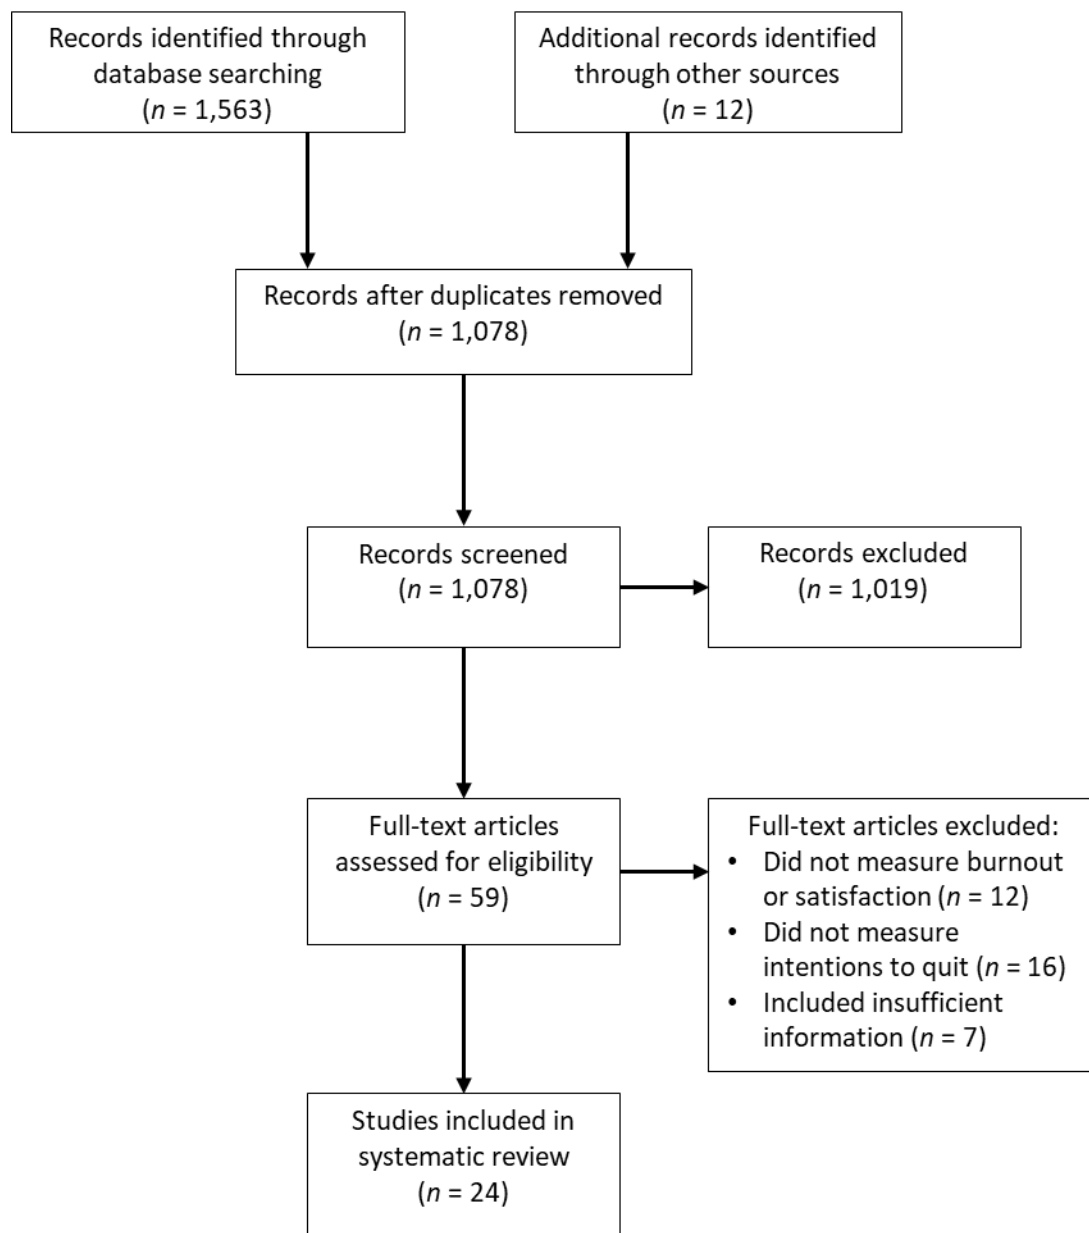 Records identified through
database searching
(n = 1,563)
Additional records identified
through other sources
(n = 12)
Records after duplicates removed
(n = 1,078)
Records screened
(n = 1,078)
Records excluded
(n = 1,019)
Full-text articles
assessed for eligibility
(n = 59)
Full-text articles excluded:
• Did not measure burnout
or satisfaction (n = 12)
• Did not measure
intentions to quit (n = 16)
• Included insufficient
information (n = 7)
Studies included in
systematic review
(n = 24)